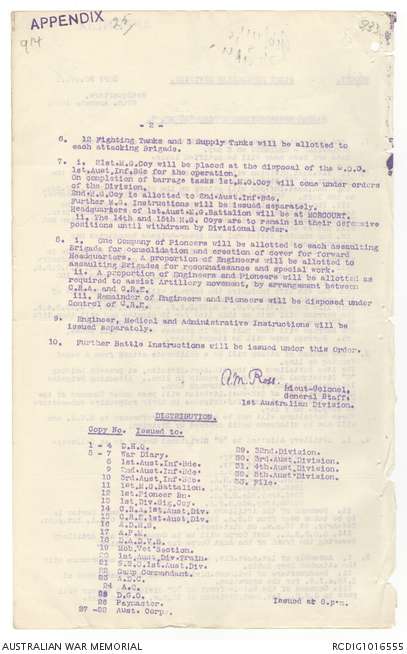 APPENDIX
25/
9/4
- 2 -
6. 12 Fighting Tanks and 3 Supply Tanks will be allotted to
each attacking Brigade.
7. i. 21st.M.G.Coy will be placed at the disposal of the
1st.Aust.Inf.Bde for the operation.
On completion of barrage tasks 1st.M.G.Coy will come under orders
of the Division.
2nd.M.G.Coy is allotted to 2nd.Aust.Inf.Bde.
Further M.G. Instructions will be issued separately.
Headquarters of 1st.Aust.M.G.Battalion will be at MORCOURT.
ii. The 14th and 15th M.G. Coys are to remain in their defensive
positions until withdrawn by Divisional Order.
8. i. One Company of Pioneers will be allotted to each assaulting
Brigade for consolidation and erection of cover for forward
Headquarters. A proportion of Engineers will be allotted to
assaulting Brigades for reconnaissance and special work.
ii. A proportion of Engineers and Pioneers will be allotted as
required to assist Artillery movement, by arrangement between
C.R.A. and C.R.E.
iii. Remainder of Engineers and Pioneers will be disposed under
Control of C.R.E.
9. Engineer, Medical and Administrative Instructions will be
issued separately.
10. Further Battle Instructions will be issued under this Order.
A.M. Ross.
Lieut-Colonel,
General Staff.
1st Australian Division.
DISTRIBUTION.
Copy No. Issued to.
1 - 4 D.H.Q.
5 - 7 War Diary.
8 1st.Aust.Inf.Bde.
9 2nd.Aust.Inf.Bde.
10 3rd.Aust.Inf.Bde.
11 1st.M.G.Battalion.
12 1st.Pioneer Bn.
13 1st.Div.Sig.Coy.
14 C.R.A.1st.Aust.Div.
15 C.R.E.1st.Aust.Div.
16 A.D.M.S.
17 A.P.M.
18 D.A.D.V.S.
19 Mob.Vet Section.
20 1st.Aust.Div.Train.
21 S.S.O.1st.Aust.Div.
22 Camp Commandant.
23 A.D.C.
24 A.C.
25 D.G.O.
26 Paymaster.
27 -28 Aust. Corps.
29. 32nd.Division.
30. 3rd.Aust.Division.
31. 4th.Aust.Division.
32. 5th.Aust.Division.
33. File.
Issued at 8.p.m.
AUSTRALIAN WAR MEMORIAL
RCDIG1016555